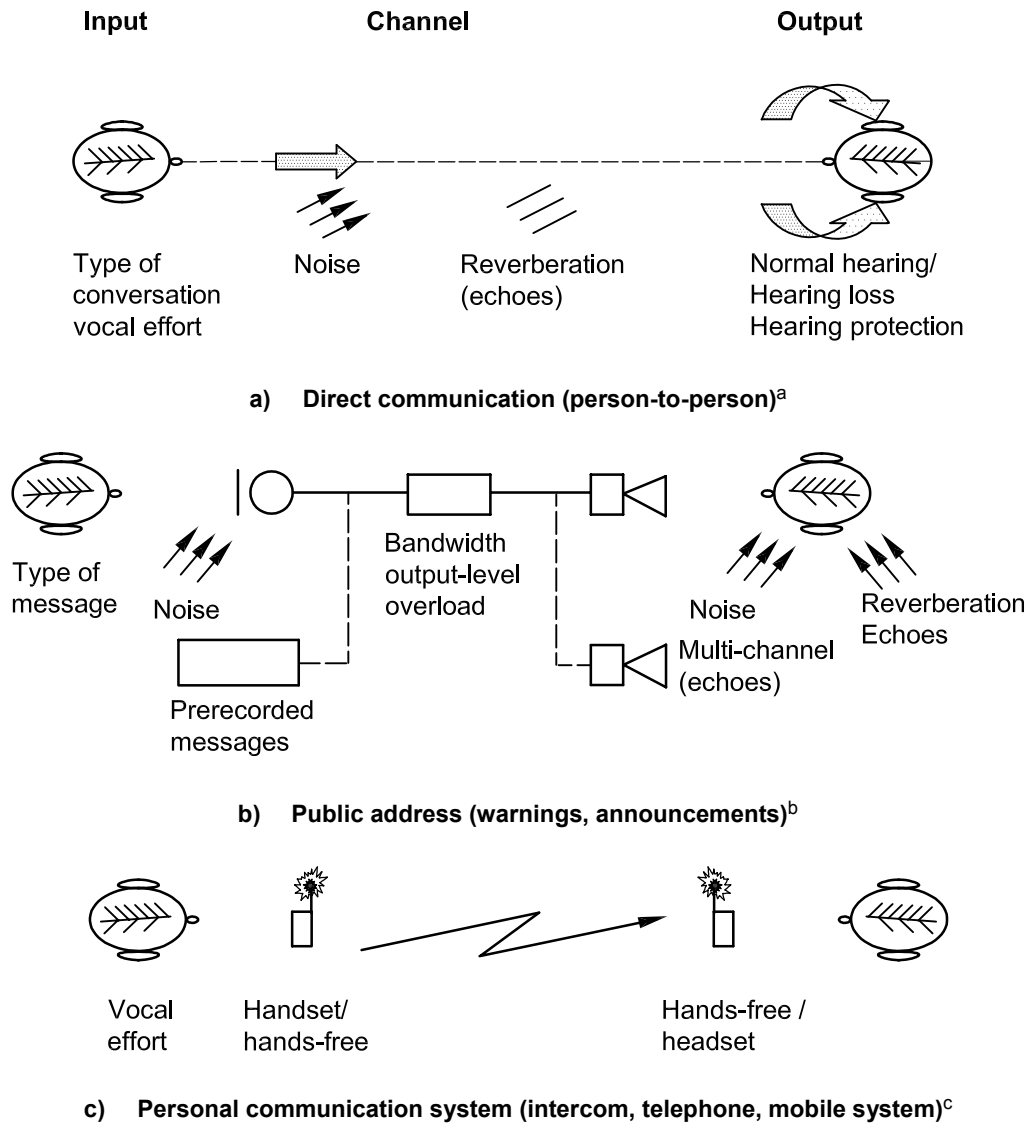 Input
Channel
Output
Type of
conversation
vocal effort
Noise
Reverberation
(echoes)
Normal hearing/
Hearing loss
Hearing protection
a) Direct communication (person-to-person)a
Type of
message
Noise
Prerecorded
messages
Bandwidth
output-level
overload
Noise
Multi-channel
(echoes)
Reverberation
Echoes
b) Public address (warnings, announcements)b
Vocal
effort
Handset/
hands-free
Hands-free /
headset
c) Personal communication system (intercom, telephone, mobile system)c